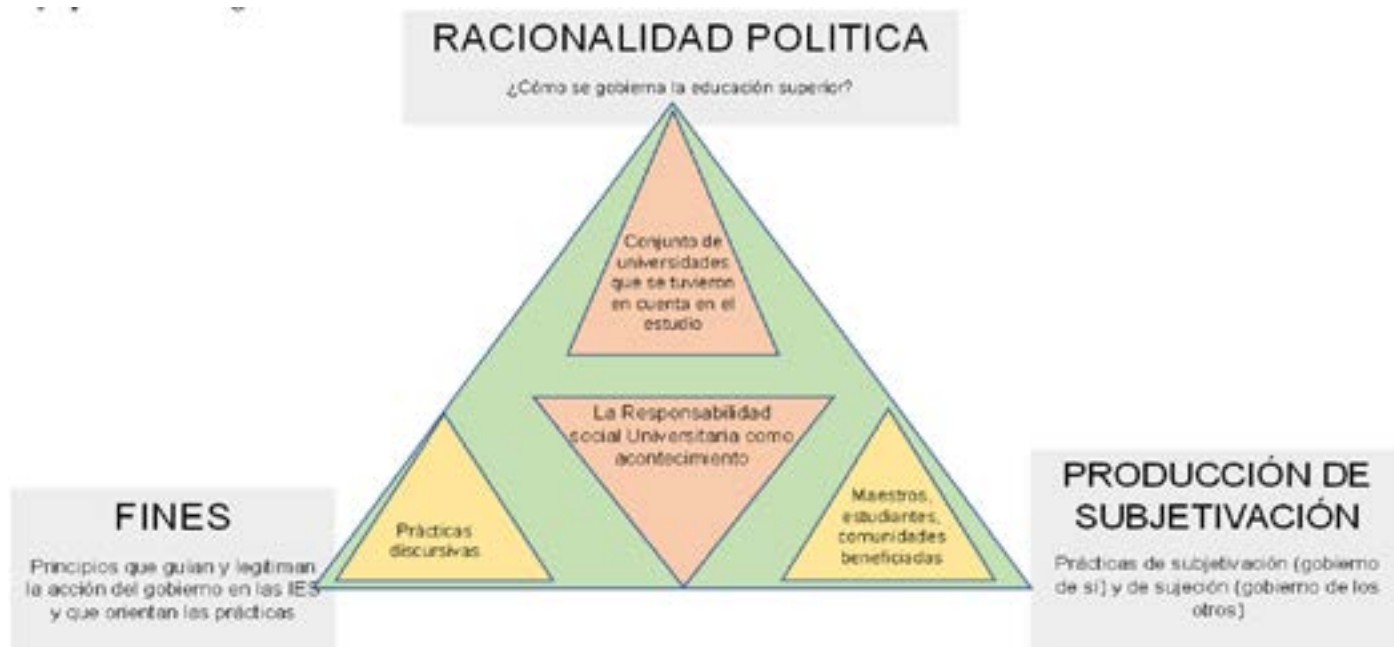 RACIONALIDAD POLITICA
¿Cómo se gobierna la educación superior?
Conjunto de
universidades
que se tuvieron
en cuenta en el
estudio
La Responsabilidad
social Universitaria como
acontecimiento
Prácticas
discursivas
Maestros,
estudiantes,
comunidades
beneficiadas
FINES
Principios que guían y legitiman
la acción del gobierno en las IES
y que orientan las prácticas
PRODUCCIÓN DE
SUBJETIVACIÓN
Prácticas de subjetivación (gobierno
de sí) y de sujeción (gobierno de los
otros)